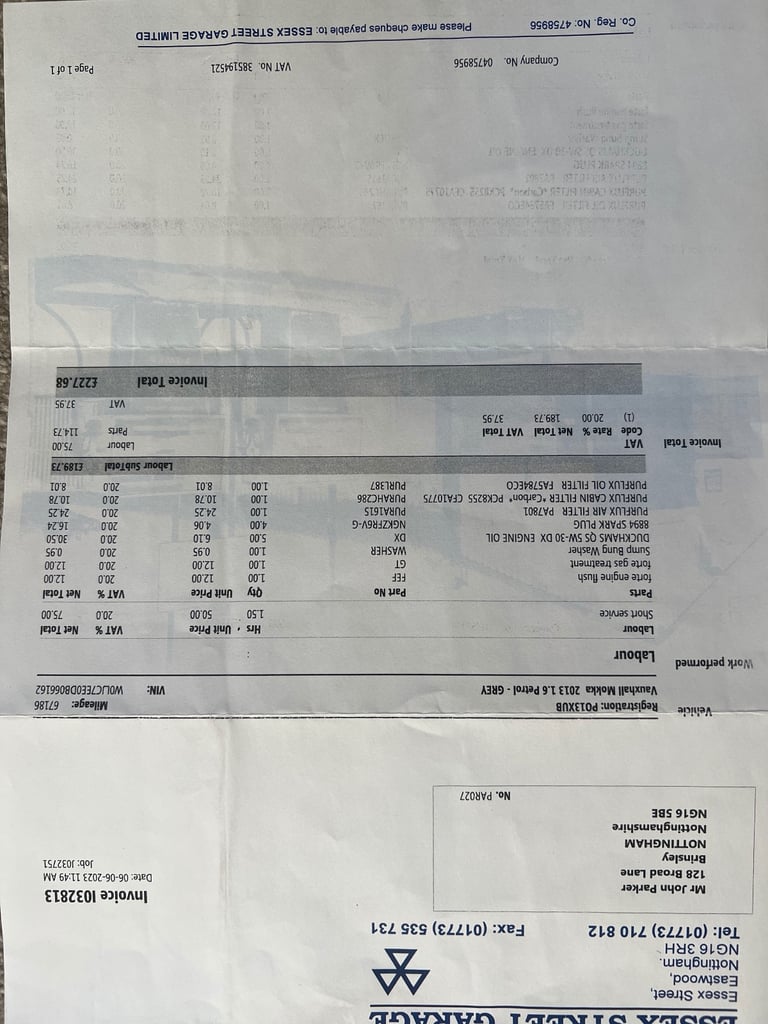 ESSEX STREET GARAGE
Essex Street,
Eastwood,
Nottingham.
NG16 3RH
Tel: (01773) 710 812 Fax: (01773) 535 731
Mr John Parker
128 Broad Lane
Brinsley
NOTTINGHAM
Nottinghamshire
NG16 5BE
No. PAR027
Invoice I032813
Date: 06-06-2023 11:49 AM
Job: J032751
Vehicle
Registration: PO13XUB Mileage: 67186
Vauxhall Mokka 2013 1.6 Petrol - GREY VIN: W0LJC7EE0DB066162
Work performed
Labour :
Labour Hrs Unit Price VAT % Net Total
Short service 1.50 50.00 20.0 75.00
Parts Part No Qty Unit Price VAT % Net Total
forte engine flush FEF 1.00 12.00 20.0 12.00
forte gas treatment GT 1.00 12.00 20.0 12.00
Sump Bung Washer WASHER 1.00 0.95 20.0 0.95
DUCKHAMS QS 5W-30 DX ENGINE OIL DX 5.00 6.10 20.0 30.50
8894 SPARK PLUG NGKZFR6V-G 4.00 4.06 20.0 16.24
PURFLUX AIR FILTER PA7801 PURA1615 1.00 24.25 20.0 24.25
PURFLUX CABIN FILTER *Carbon* PCK8255 CFA10775 PURAHC286 1.00 10.78 20.0 10.78
PURFLUX OIL FILTER FA5784ECO PURL387 1.00 8.01 20.0 8.01
Labour SubTotal £189.73
Invoice Total
VAT
Code Rate % Net Total VAT Total
(1) 20.00 189.73 37.95
Labour 75.00
Parts 114.73
VAT 37.95
Invoice Total £227.68
Company No. 04758956 VAT No. 385194521 Page 1 of 1
Co. Reg. No: 4758956 Please make cheques payable to: ESSEX STREET GARAGE LIMITED